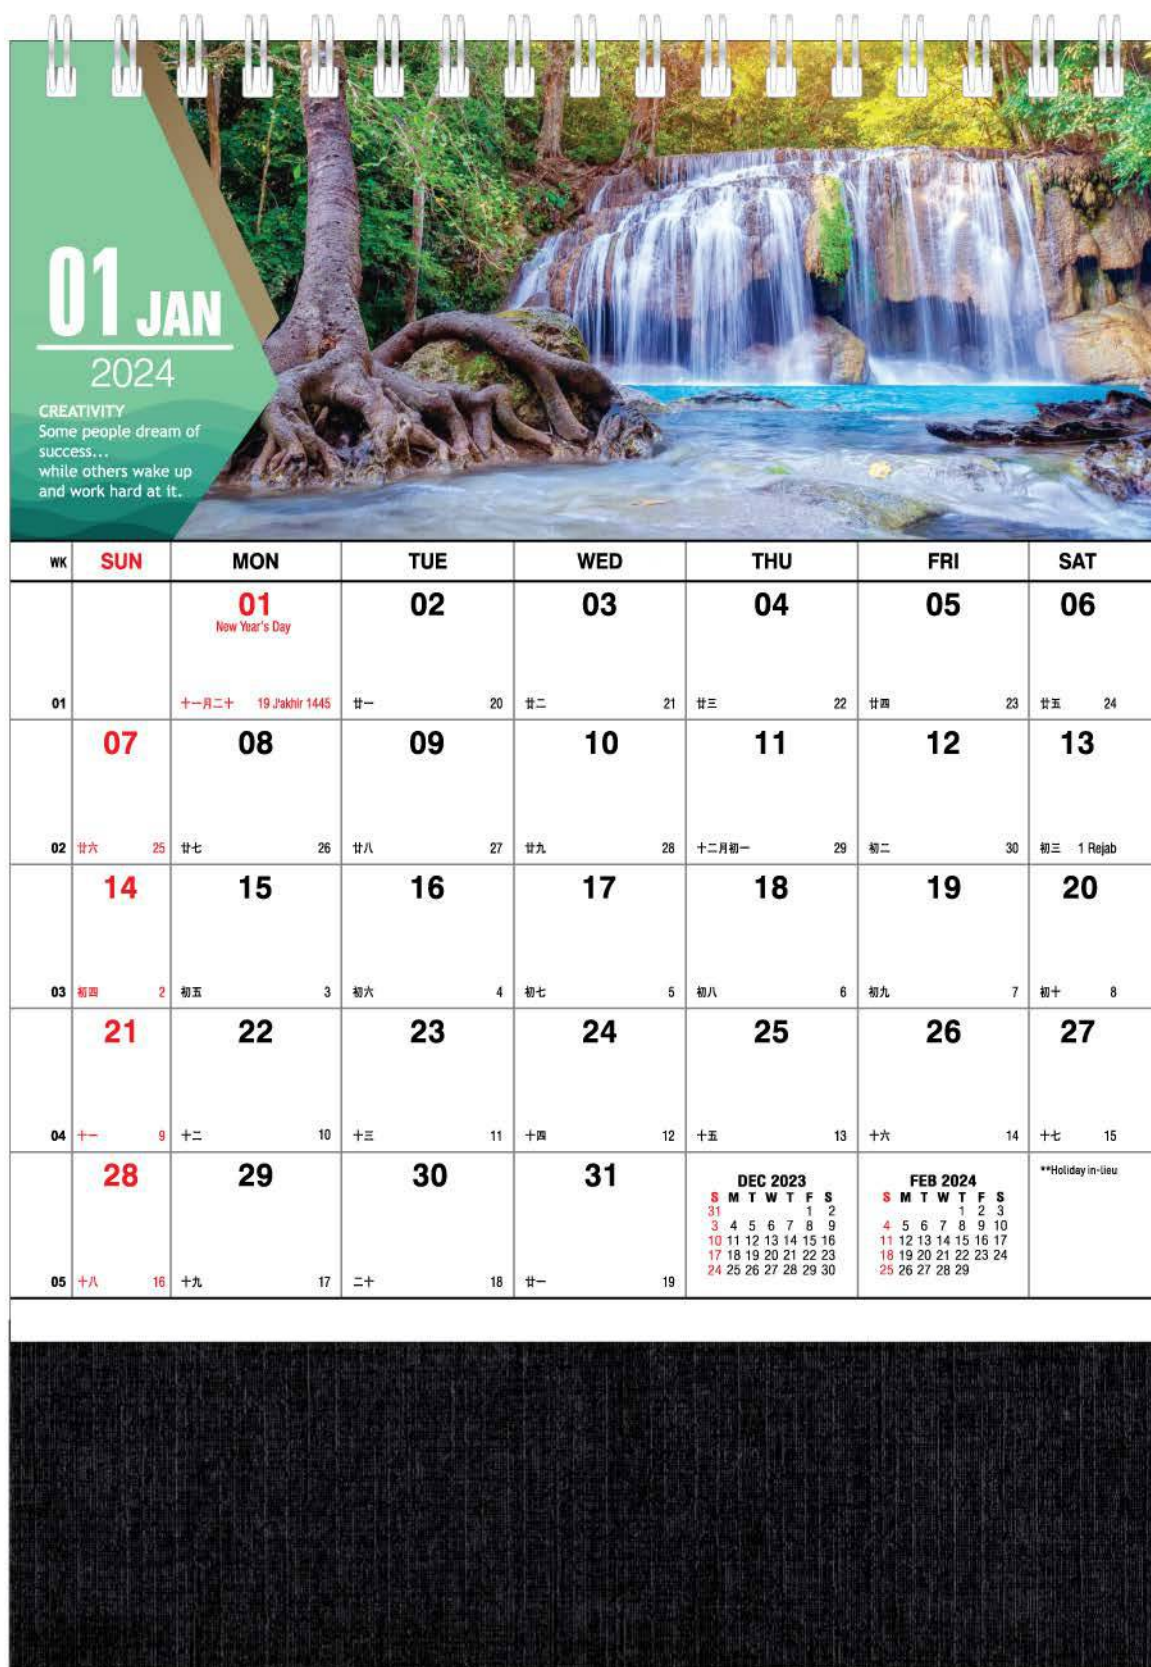 01 JAN
2024
CREATIVITY
Some people dream of
success...
while others wake up
and work hard at it.
WK SUN MON TUE WED THU FRI SAT
01 02 03 04 05 06
New Year's Day
01 十一月二十 19 J'akhir 1445 廿一 20 廿二 21 廿三 22 廿四 23 廿五 24
07 08 09 10 11 12 13
02 廿六 25 廿七 26 廿八 27 廿九 28 十二月初一 29 初二 30 初三 1 Rejab
14 15 16 17 18 19 20
03 初四 2 初五 3 初六 4 初七 5 初八 6 初九 7 初十 8
21 22 23 24 25 26 27
04 十一 9 十二 10 十三 11 十四 12 十五 13 十六 14 十七 15
28 29 30 31
05 十八 16 十九 17 二十 18 廿一 19
DEC 2023
S M T W T F S
31 1 2
3 4 5 6 7 8 9
10 11 12 13 14 15 16
17 18 19 20 21 22 23
24 25 26 27 28 29 30
FEB 2024
S M T W T F S
1 2 3
4 5 6 7 8 9 10
11 12 13 14 15 16 17
18 19 20 21 22 23 24
25 26 27 28 29
**Holiday in-lieu